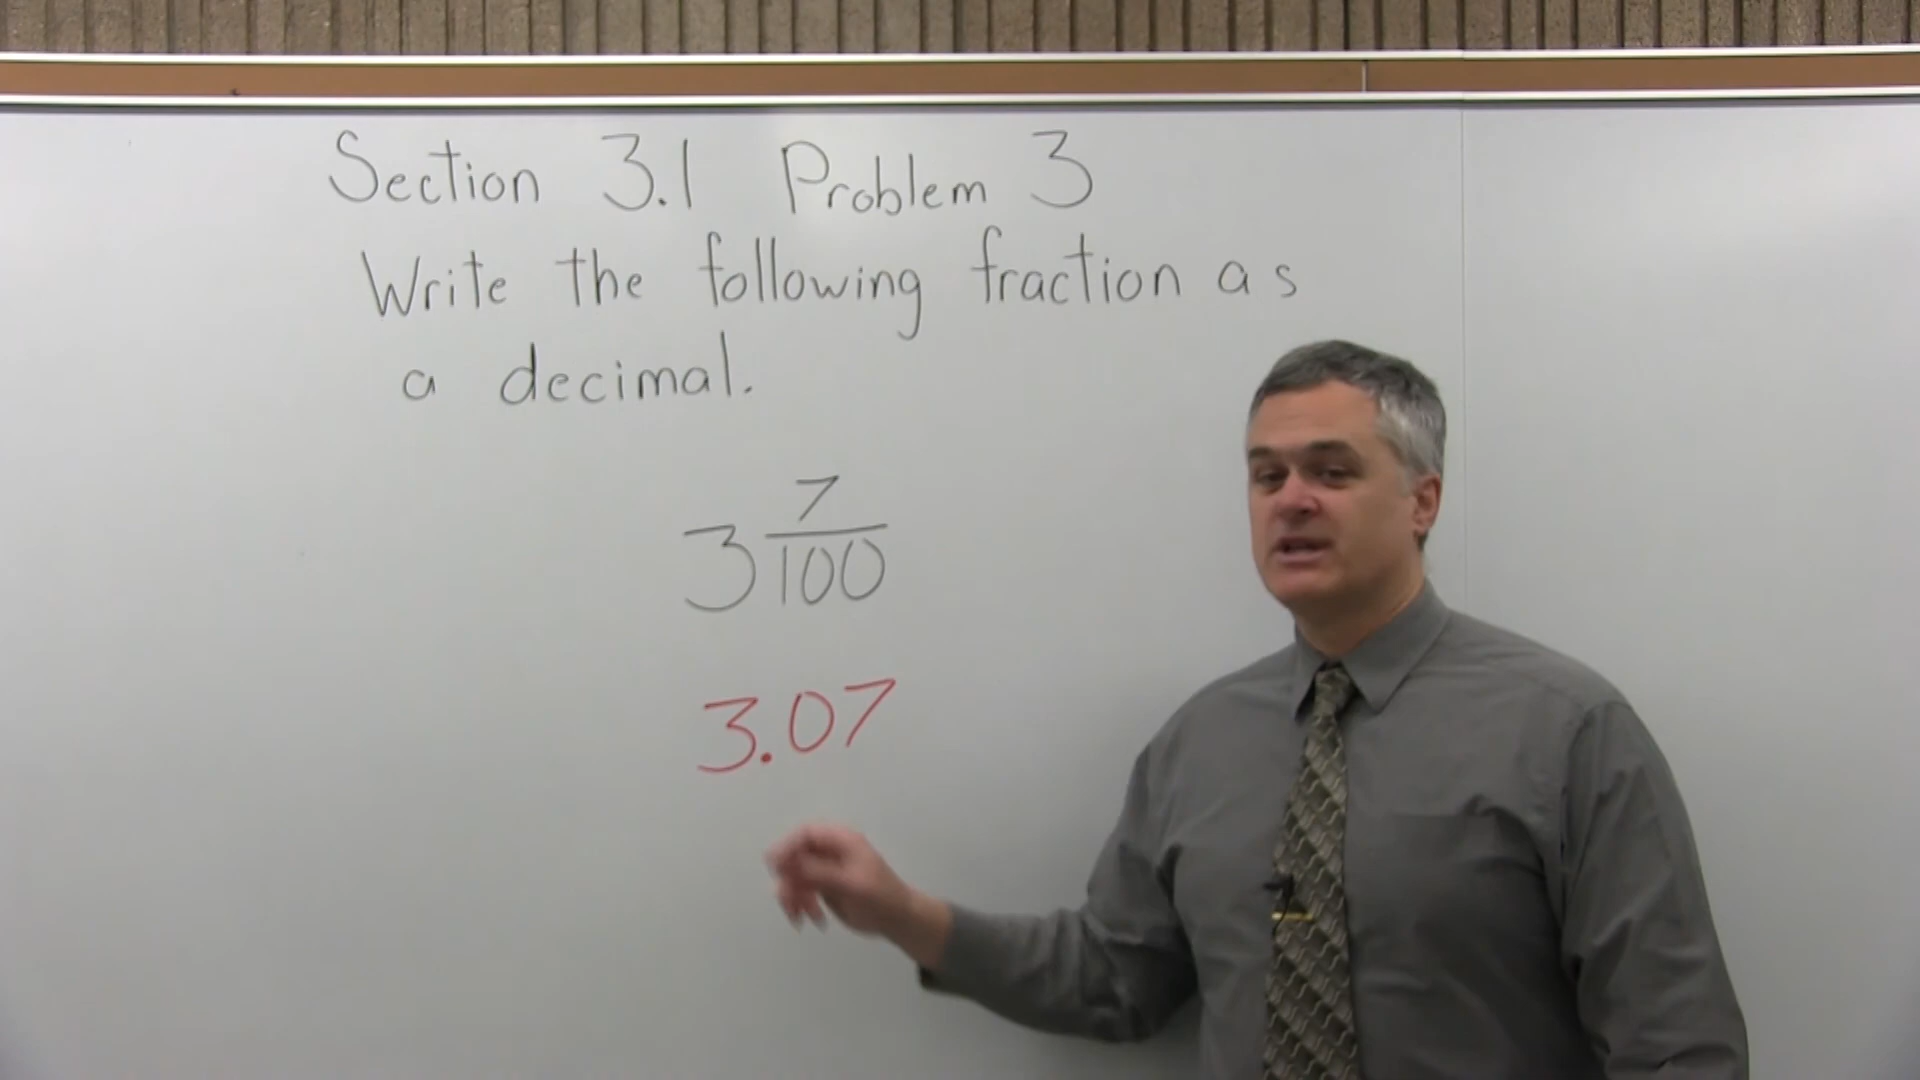 Section 3.1 Problem 3
Write the following fraction as
a decimal.
3 7/100
3.07